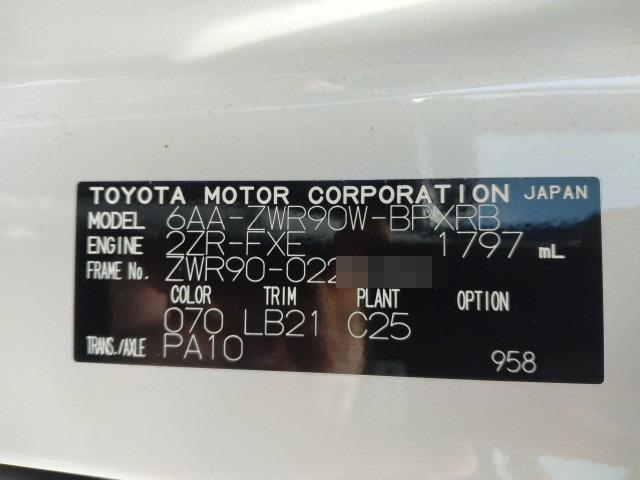 TOYOTA MOTOR CORPORATION JAPAN
MODEL 6AA-ZWR90W-BPXRB
ENGINE 2ZR-FXE 1797 mL
FRAME No. ZWR90-022
COLOR TRIM PLANT OPTION
070 LB21 C25
TRANS./AXLE PA10
958